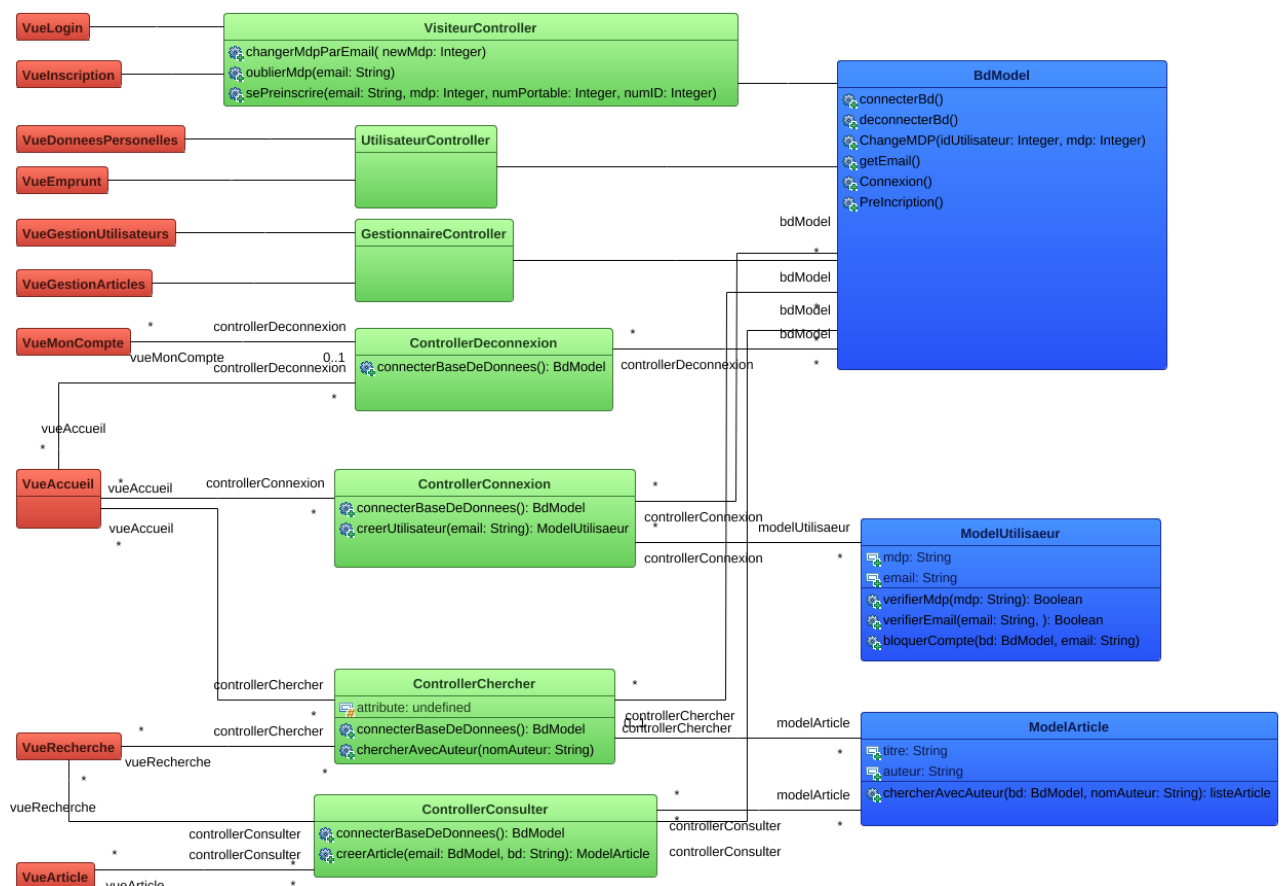 VueLogin
VisiteurController
changerMdpParEmail( newMdp: Integer)
oublierMdp(email: String)
sePreinscrire(email: String, mdp: Integer, numPortable: Integer, numID: Integer)
VueInscription
BdModel
connecterBd()
deconnecterBd()
ChangeMDP(idUtilisateur: Integer, mdp: Integer)
getEmail()
Connexion()
PreIncription()
VueDonneesPersonelles
UtilisateurController
VueEmprunt
VueGestionUtilisateurs
GestionnaireController
VueGestionArticles
bdModel
*
bdModel
*
bdModel
*
bdModel
*
VueMonCompte
*
controllerDeconnexion
vueMonCompte
0..1
controllerDeconnexion
*
ControllerDeconnexion
connecterBaseDeDonnees(): BdModel
*
controllerDeconnexion
vueAccueil
*
VueAccueil
*
vueAccueil
controllerConnexion
*
vueAccueil
*
ControllerConnexion
connecterBaseDeDonnees(): BdModel
creerUtilisateur(email: String): ModelUtilisaeur
*
controllerConnexion
*
controllerConnexion
modelUtilisaeur
*
ModelUtilisaeur
mdp: String
email: String
verifierMdp(mdp: String): Boolean
verifierEmail(email: String, ): Boolean
bloquerCompte(bd: BdModel, email: String)
controllerChercher
*
ControllerChercher
attribute: undefined
connecterBaseDeDonnees(): BdModel
chercherAvecAuteur(nomAuteur: String)
*
controllerChercher
0..1
controllerChercher
modelArticle
*
ModelArticle
titre: String
auteur: String
chercherAvecAuteur(bd: BdModel, nomAuteur: String): listeArticle
VueRecherche
*
controllerChercher
vueRecherche
*
*
vueRecherche
controllerConsulter
*
ControllerConsulter
connecterBaseDeDonnees(): BdModel
creerArticle(email: BdModel, bd: String): ModelArticle
*
modelArticle
*
*
controllerConsulter
controllerConsulter
VueArticle
*
controllerConsulter
vueArticle
*